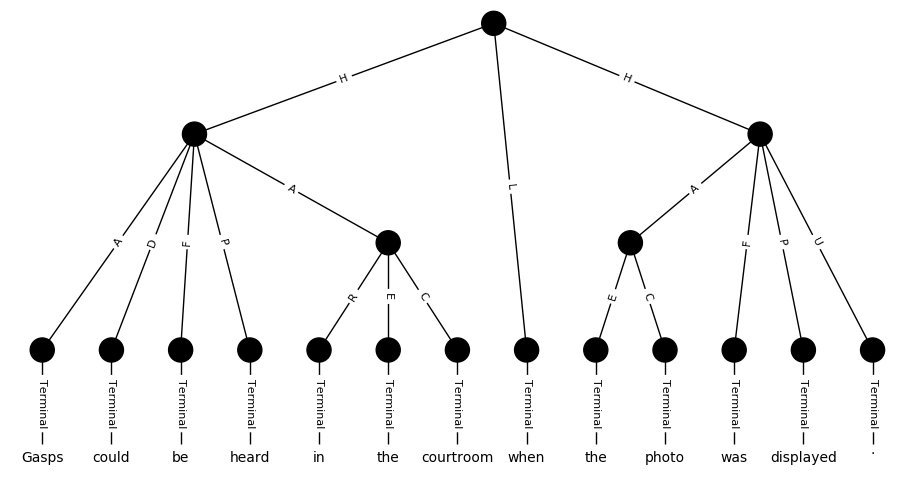 H H
L
A A
A D F P F P U
R E C E C
Terminal Terminal Terminal Terminal Terminal Terminal Terminal Terminal Terminal Terminal Terminal Terminal Terminal
Gasps could be heard in the courtroom when the photo was displayed .